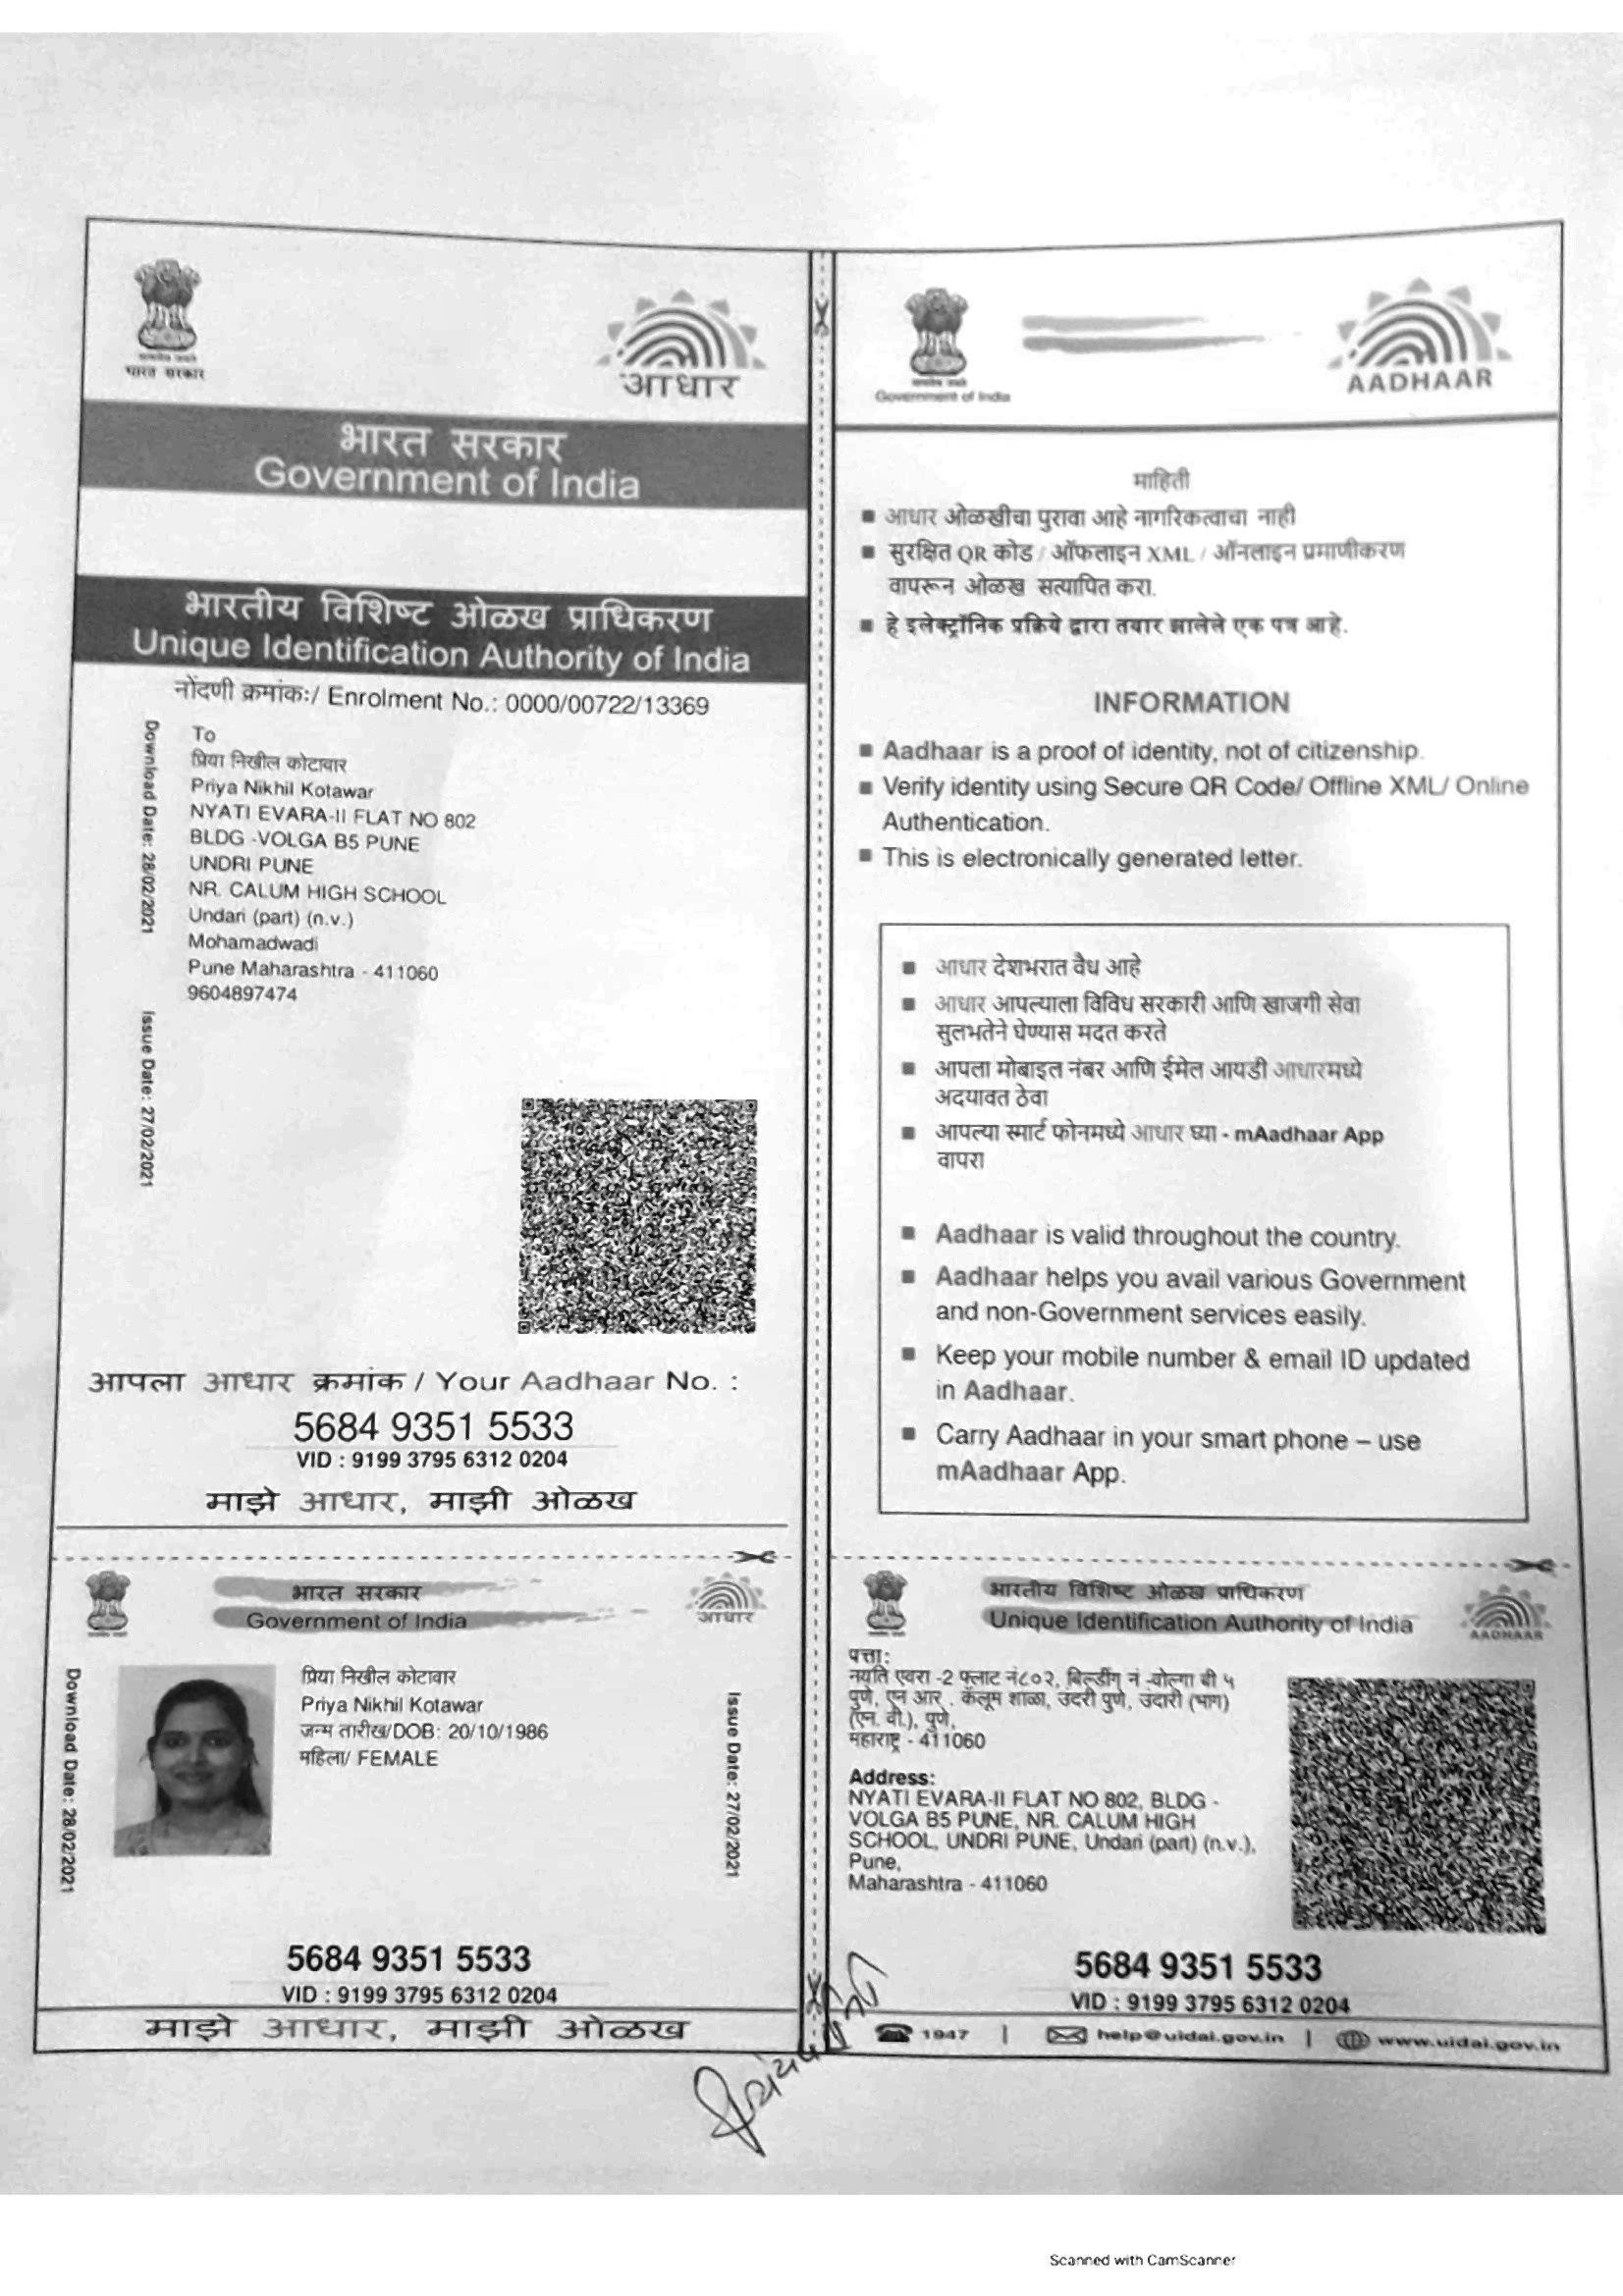 भारत सरकार
आधार
भारत सरकार
Government of India
भारतीय विशिष्ट ओळख प्राधिकरण
Unique Identification Authority of India
नोंदणी क्रमांक:/ Enrolment No.: 0000/00722/13369
Download Date: 28/02/2021
Issue Date: 27/02/2021
To
प्रिया निखील कोटावार
Priya Nikhil Kotawar
NYATI EVARA-II FLAT NO 802
BLDG -VOLGA B5 PUNE
UNDRI PUNE
NR. CALUM HIGH SCHOOL
Undari (part) (n.v.)
Mohamadwadi
Pune Maharashtra - 411060
9604897474
आपला आधार क्रमांक / Your Aadhaar No. :
5684 9351 5533
VID : 9199 3795 6312 0204
माझे आधार, माझी ओळख
Government of India
AADHAAR
माहिती
■ आधार ओळखीचा पुरावा आहे नागरिकत्वाचा नाही
■ सुरक्षित QR कोड / ऑफलाइन XML / ऑनलाइन प्रमाणीकरण
वापरून ओळख सत्यापित करा.
■ हे इलेक्ट्रॉनिक प्रक्रिये द्वारा तयार झालेले एक पत्र आहे.
INFORMATION
■ Aadhaar is a proof of identity, not of citizenship.
■ Verify identity using Secure QR Code/ Offline XML/ Online
Authentication.
■ This is electronically generated letter.
■ आधार देशभरात वैध आहे
■ आधार आपल्याला विविध सरकारी आणि खाजगी सेवा
सुलभतेने घेण्यास मदत करते
■ आपला मोबाइल नंबर आणि ईमेल आयडी आधारमध्ये
अदयावत ठेवा
■ आपल्या स्मार्ट फोनमध्ये आधार घ्या - mAadhaar App
वापरा
■ Aadhaar is valid throughout the country.
■ Aadhaar helps you avail various Government
and non-Government services easily.
■ Keep your mobile number & email ID updated
in Aadhaar.
■ Carry Aadhaar in your smart phone – use
mAadhaar App.
भारत सरकार
Government of India
आधार
Download Date: 28/02/2021
प्रिया निखील कोटावार
Priya Nikhil Kotawar
जन्म तारीख/DOB: 20/10/1986
महिला/ FEMALE
Issue Date: 27/02/2021
5684 9351 5533
VID : 9199 3795 6312 0204
माझे आधार, माझी ओळख
भारतीय विशिष्ट ओळख प्राधिकरण
Unique Identification Authority of India
AADHAAR
पत्ता:
नयति एवरा -2 फ्लाट नं८०२, बिल्डींग नं -वोल्गा बी ५
पुणे, एन आर . कॅलूम शाळा, उंदरी पुणे, उंदारी (भाग)
(एन. वी.), पुणे,
महाराष्ट्र - 411060
Address:
NYATI EVARA-II FLAT NO 802, BLDG -
VOLGA B5 PUNE, NR. CALUM HIGH
SCHOOL, UNDRI PUNE, Undari (part) (n.v.),
Pune,
Maharashtra - 411060
5684 9351 5533
VID : 9199 3795 6312 0204
1947 | help@uidai.gov.in | www.uidai.gov.in
Scanned with CamScanner